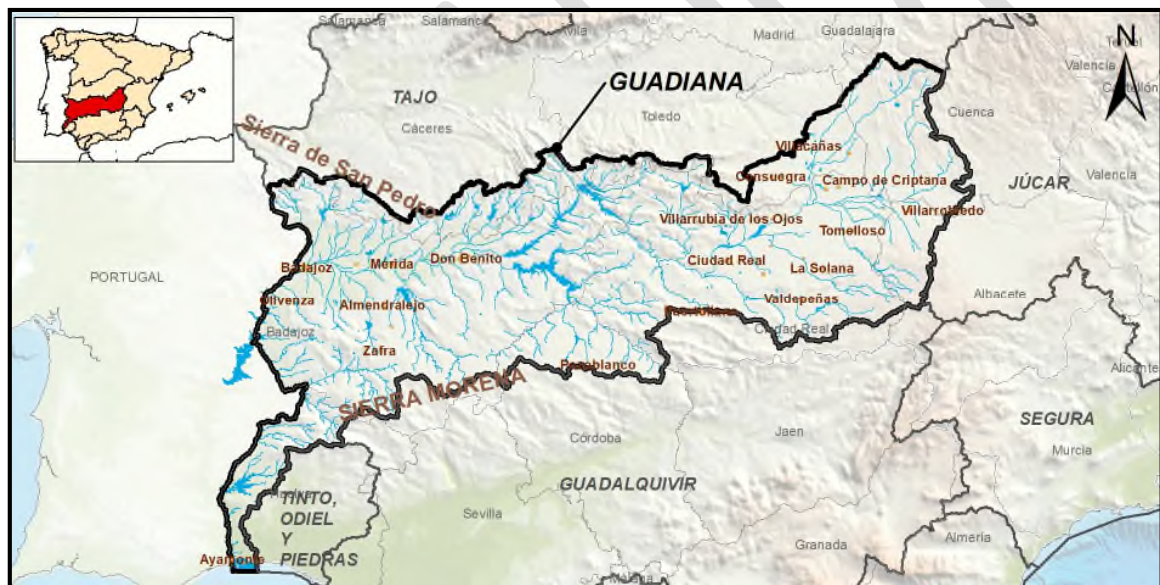 Salamanca
Salamanca
Ávila
Madrid
Guadalajara
Teruel
N
Valencia
Castellón
GUADIANA
TAJO
Cáceres
Toledo
Cuenca
Sierra de San Pedro
Villacañas
Consuegra
Campo de Criptana
JÚCAR
Valencia
Villarrobledo
Villarrubia de los Ojos
Tomelloso
PORTUGAL
Badajoz
Mérida
Don Benito
Ciudad Real
La Solana
Olivenza
Almendralejo
Valdepeñas
Albacete
Puertollano
Ciudad Real
Badajoz
Zafra
Pozoblanco
Alicante
SIERRA MORENA
SEGURA
Córdoba
Jaen
Murcia
GUADALQUIVIR
Huelva
TINTO,
ODIEL
Y
PIEDRAS
Sevilla
Ayamonte
Granada
Almería
Málaga